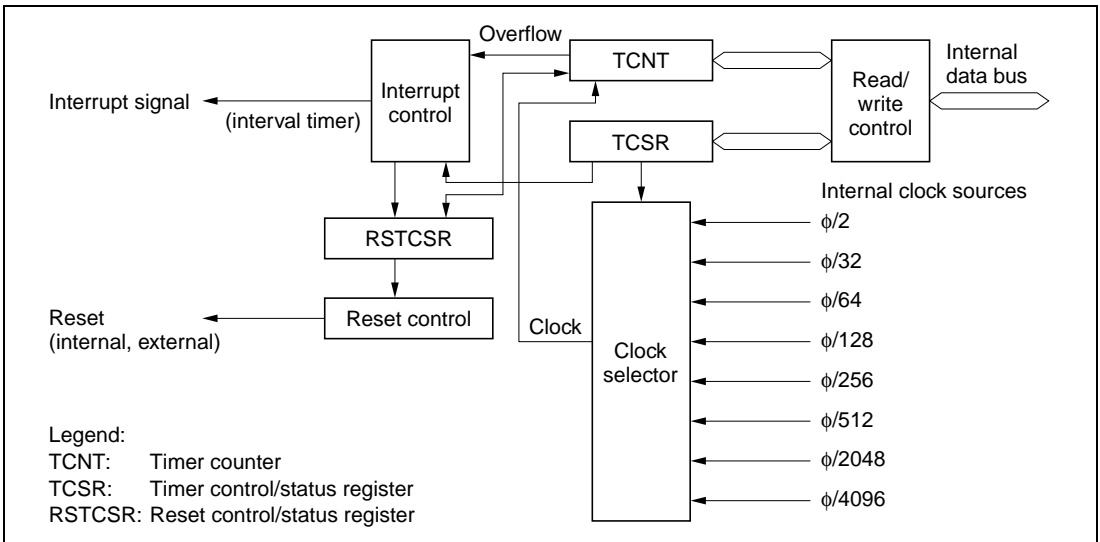 Overflow
TCNT
Internal
data bus
Read/
write
control
Interrupt
control
Interrupt signal
(interval timer)
TCSR
Internal clock sources
RSTCSR
ϕ/2
ϕ/32
ϕ/64
Reset control
Reset
(internal, external)
Clock
ϕ/128
Clock
selector
ϕ/256
ϕ/512
ϕ/2048
ϕ/4096
Legend:
TCNT: Timer counter
TCSR: Timer control/status register
RSTCSR: Reset control/status register